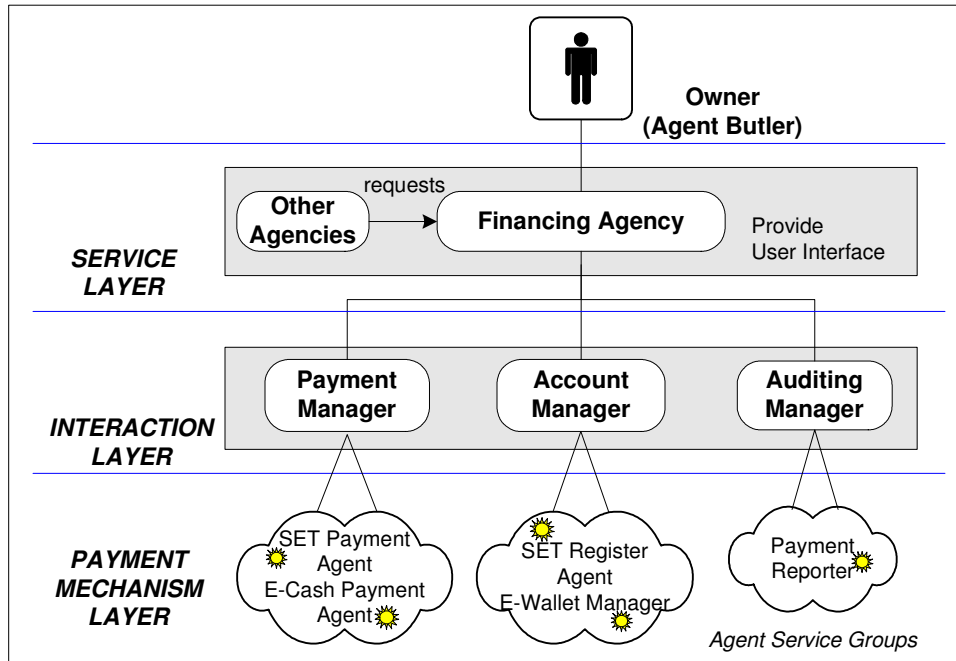 Owner
(Agent Butler)
requests
Other
Agencies
Financing Agency
Provide
User Interface
SERVICE
LAYER
Payment
Manager
Account
Manager
Auditing
Manager
INTERACTION
LAYER
SET Payment
Agent
E-Cash Payment
Agent
SET Register
Agent
E-Wallet Manager
Payment
Reporter
PAYMENT
MECHANISM
LAYER
Agent Service Groups